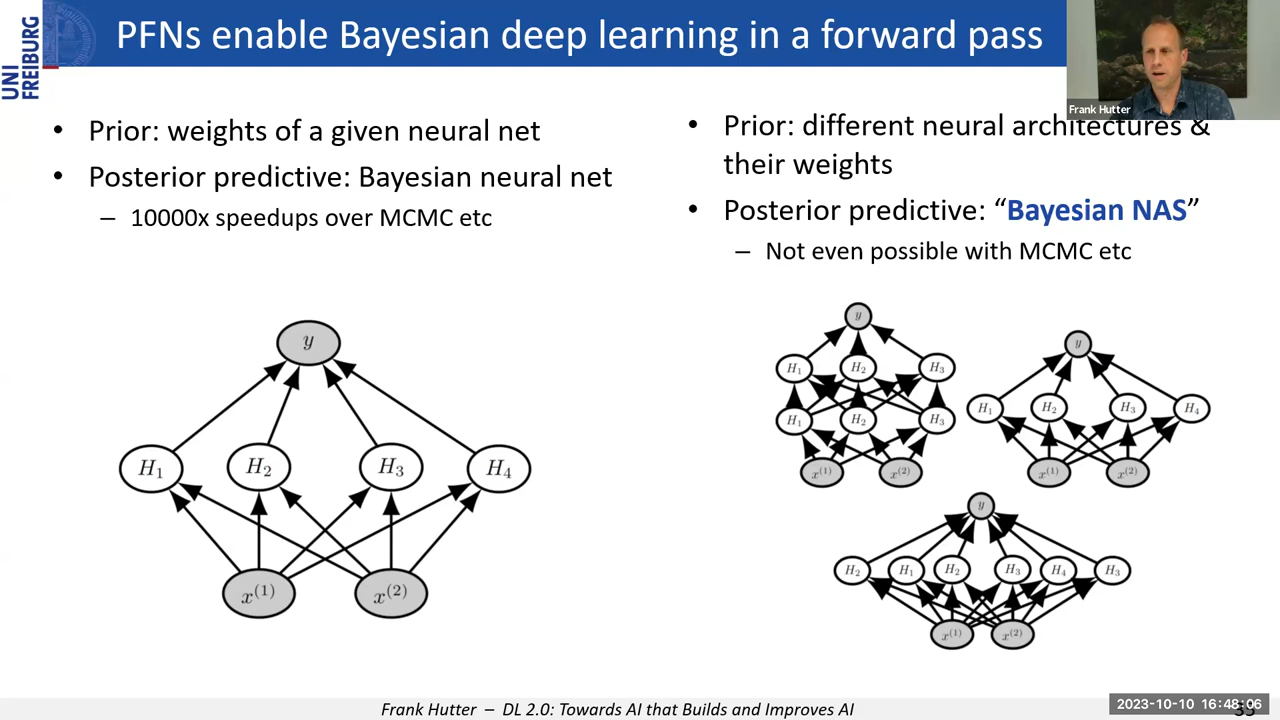 UNI
FREIBURG
PFNs enable Bayesian deep learning in a forward pass
Frank Hutter
• Prior: weights of a given neural net
• Posterior predictive: Bayesian neural net
– 10000x speedups over MCMC etc
• Prior: different neural architectures &
their weights
• Posterior predictive: “Bayesian NAS”
– Not even possible with MCMC etc
y
H₁ H₂ H₃ H₄
x⁽¹⁾ x⁽²⁾
y
H₁ H₂ H₃
H₁ H₂ H₃
x⁽¹⁾ x⁽²⁾
y
H₁ H₂ H₃ H₄
x⁽¹⁾ x⁽²⁾
y
H₂ H₁ H₂ H₃ H₄ H₃
x⁽¹⁾ x⁽²⁾
Frank Hutter – DL 2.0: Towards AI that Builds and Improves AI
2023-10-10 16:48:06